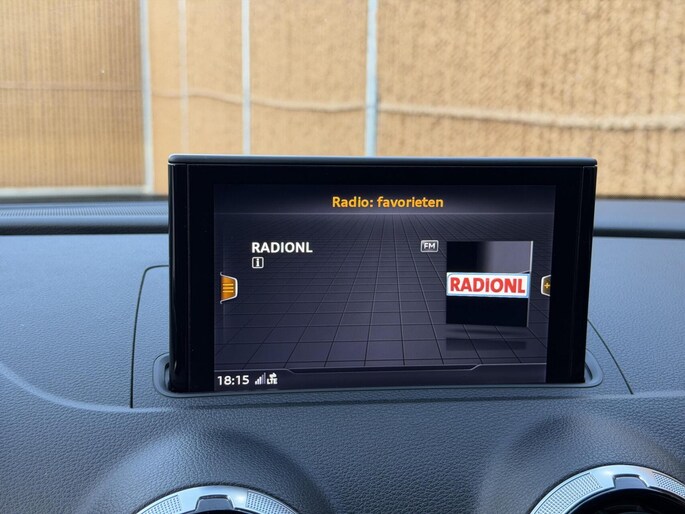 Radio: favorieten
RADIONL
FM
i
RADIONL
+
18:15 LTE